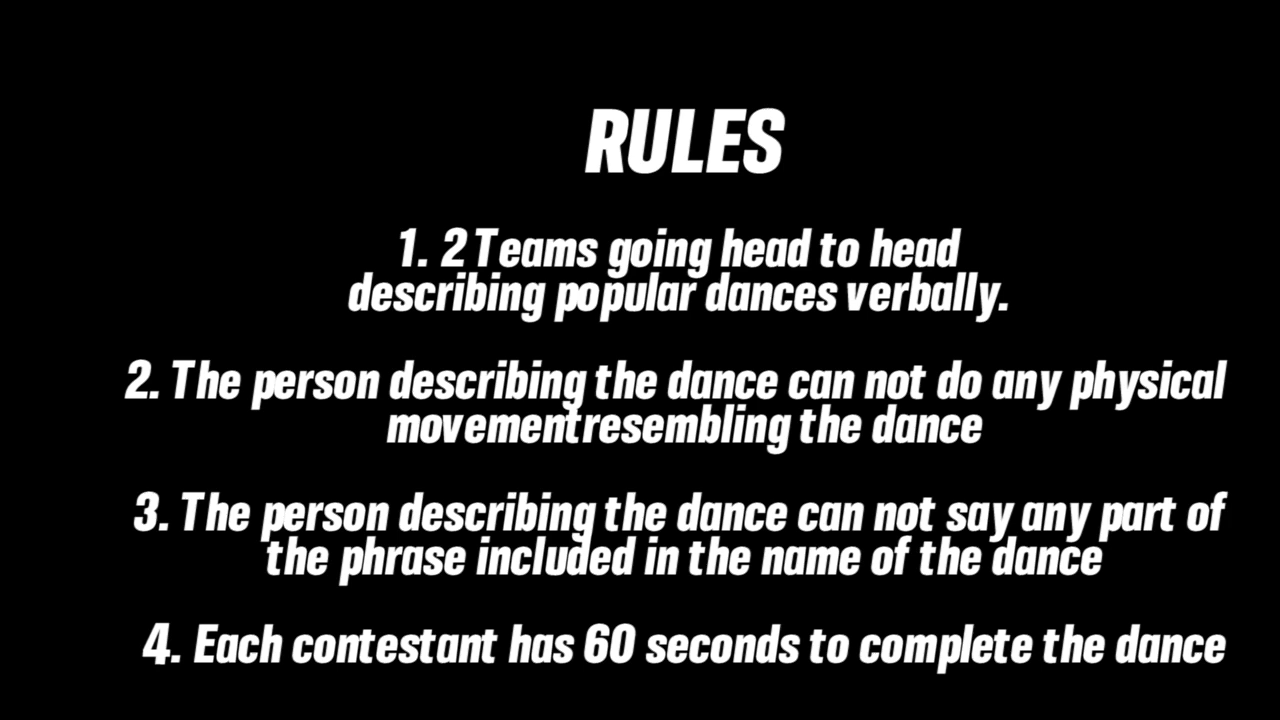 RULES
1. 2 Teams going head to head
describing popular dances verbally.
2. The person describing the dance can not do any physical
movement resembling the dance
3. The person describing the dance can not say any part of
the phrase included in the name of the dance
4. Each contestant has 60 seconds to complete the dance